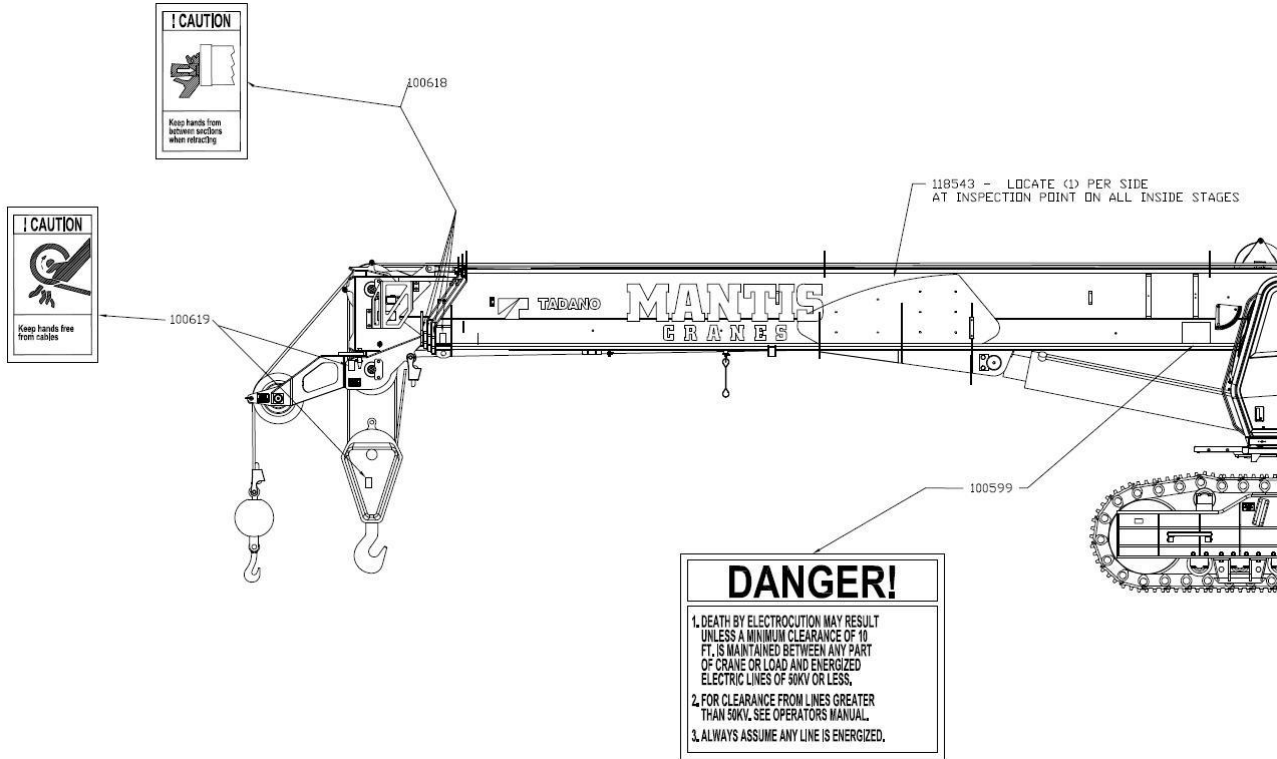 ! CAUTION
Keep hands from
between sections
when retracting
100618
118543 - LOCATE (1) PER SIDE
AT INSPECTION POINT ON ALL INSIDE STAGES
! CAUTION
Keep hands free
from cables
100619
TADANO
MANTIS
CRANES
100599
DANGER!
1. DEATH BY ELECTROCUTION MAY RESULT
UNLESS A MINIMUM CLEARANCE OF 10
FT. IS MAINTAINED BETWEEN ANY PART
OF CRANE OR LOAD AND ENERGIZED
ELECTRIC LINES OF 50KV OR LESS.
2. FOR CLEARANCE FROM LINES GREATER
THAN 50KV. SEE OPERATORS MANUAL.
3. ALWAYS ASSUME ANY LINE IS ENERGIZED.